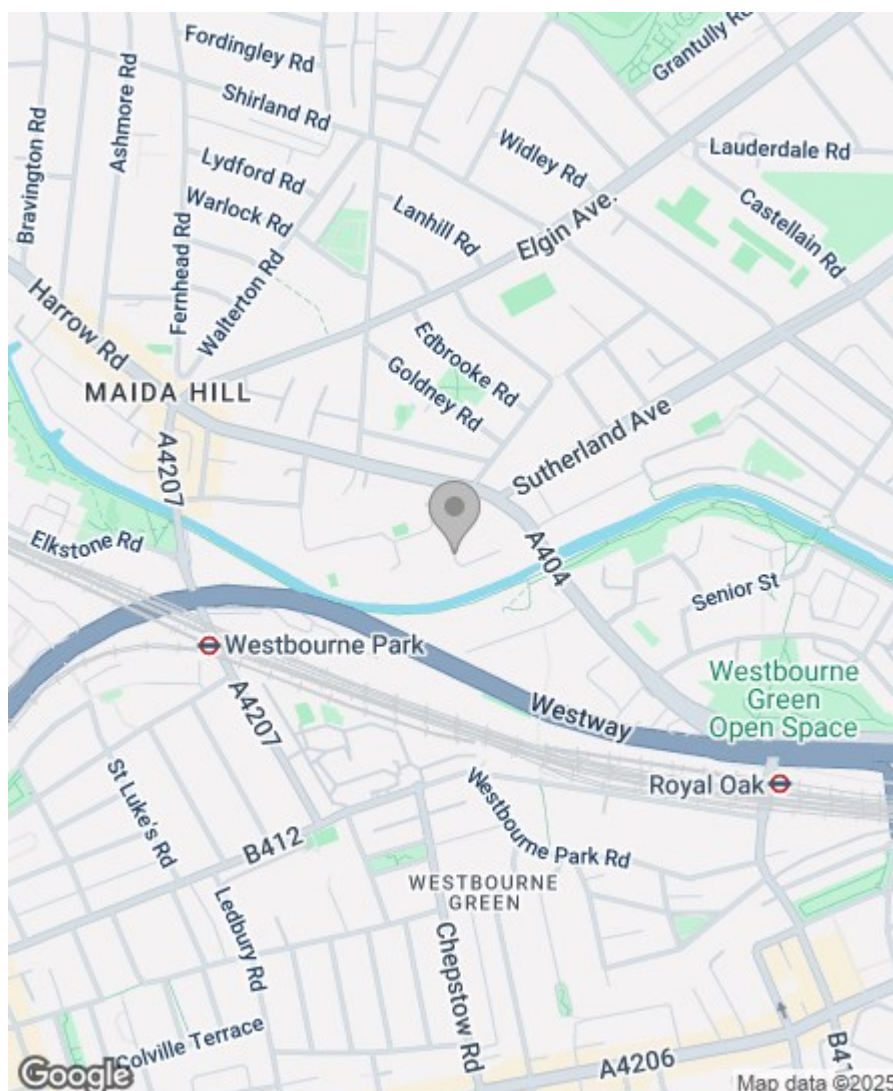 Fordingley Rd
Grantully Rd
Ashmore Rd
Bravington Rd
Shirland Rd
Widley Rd
Lauderdale Rd
Lydford Rd
Warlock Rd
Lanhill Rd
Castellain Rd
Elgin Ave.
Fernhead Rd
Walterton Rd
Harrow Rd
Edbrooke Rd
Goldney Rd
MAIDA HILL
Sutherland Ave
A4207
Elkstone Rd
A404
Senior St
Westbourne Park
Westbourne
Green
Open Space
A4207
Westway
Royal Oak
St Luke's Rd
Westbourne Park Rd
B412
WESTBOURNE
GREEN
Ledbury Rd
Chepstow Rd
Colville Terrace
A4206
Google
Map data ©202